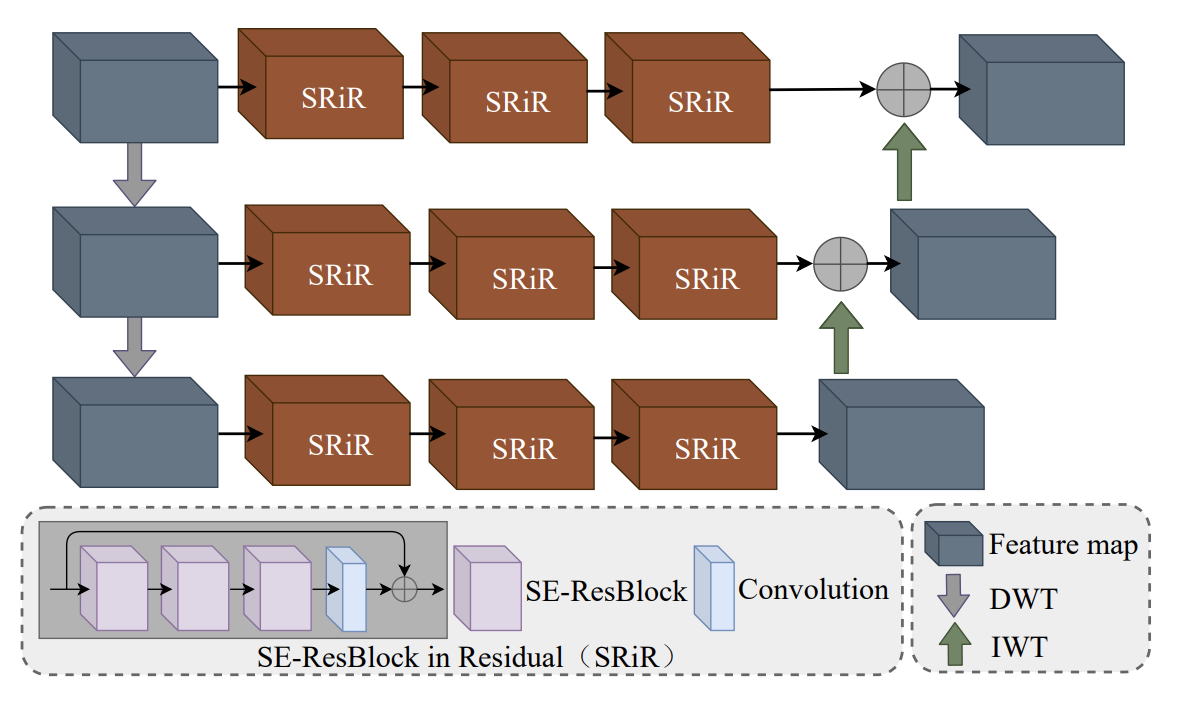 SRiR
SRiR
SRiR
SRiR
SRiR
SRiR
SRiR
SRiR
SRiR
SE-ResBlock
Convolution
SE-ResBlock in Residual（SRiR）
Feature map
DWT
IWT